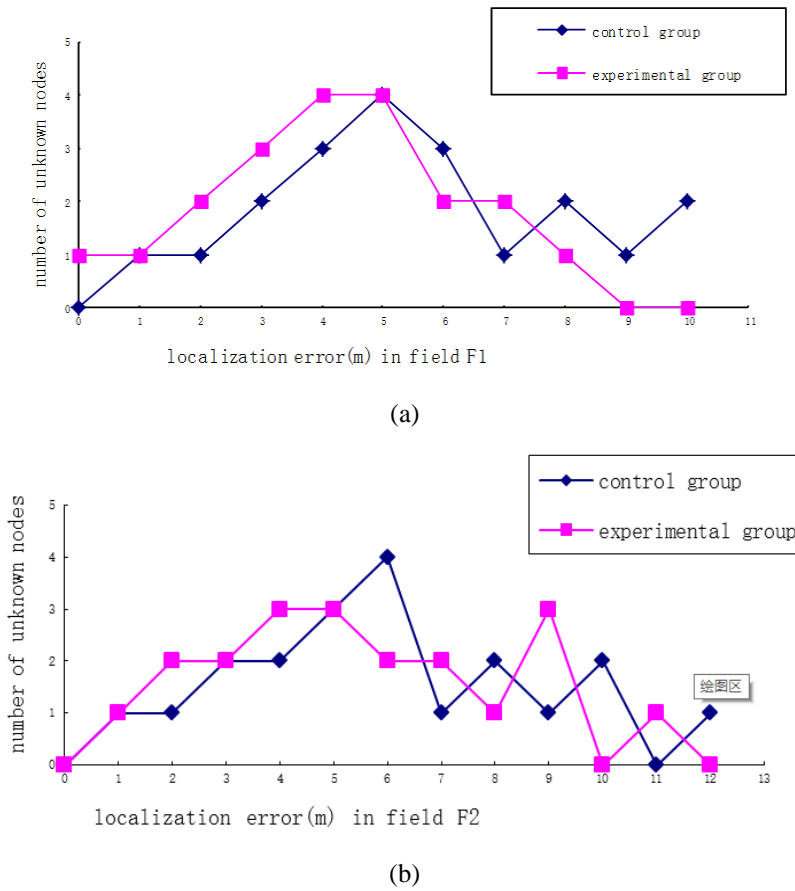 control group
experimental group
number of unknown nodes
5
4
3
2
1
0
0 1 2 3 4 5 6 7 8 9 10 11
localization error(m) in field F1
(a)
control group
experimental group
number of unknown nodes
5
4
3
2
1
0
绘图区
0 1 2 3 4 5 6 7 8 9 10 11 12 13
localization error(m) in field F2
(b)